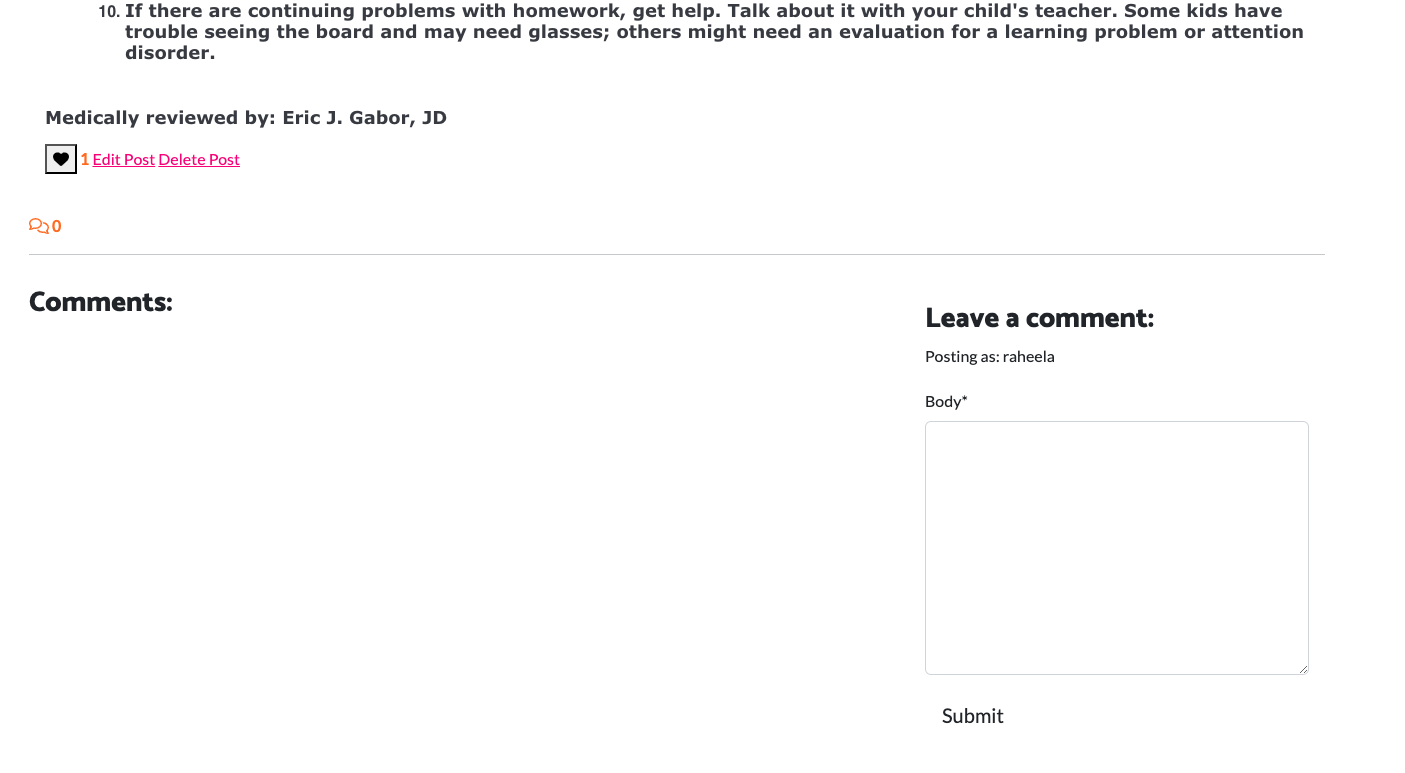 10. If there are continuing problems with homework, get help. Talk about it with your child's teacher. Some kids have
trouble seeing the board and may need glasses; others might need an evaluation for a learning problem or attention
disorder.
Medically reviewed by: Eric J. Gabor, JD
1 Edit Post Delete Post
0
Comments:
Leave a comment:
Posting as: raheela
Body*
Submit